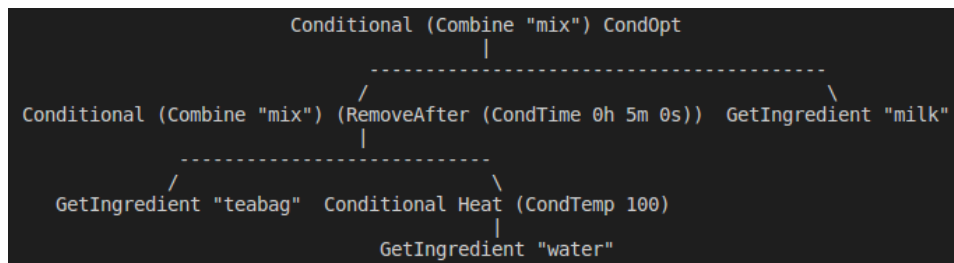 Conditional (Combine "mix") CondOpt
|
-----------------------------------------
/ \
Conditional (Combine "mix") (RemoveAfter (CondTime 0h 5m 0s)) GetIngredient "milk"
|
----------------------------
/ \
GetIngredient "teabag" Conditional Heat (CondTemp 100)
|
GetIngredient "water"